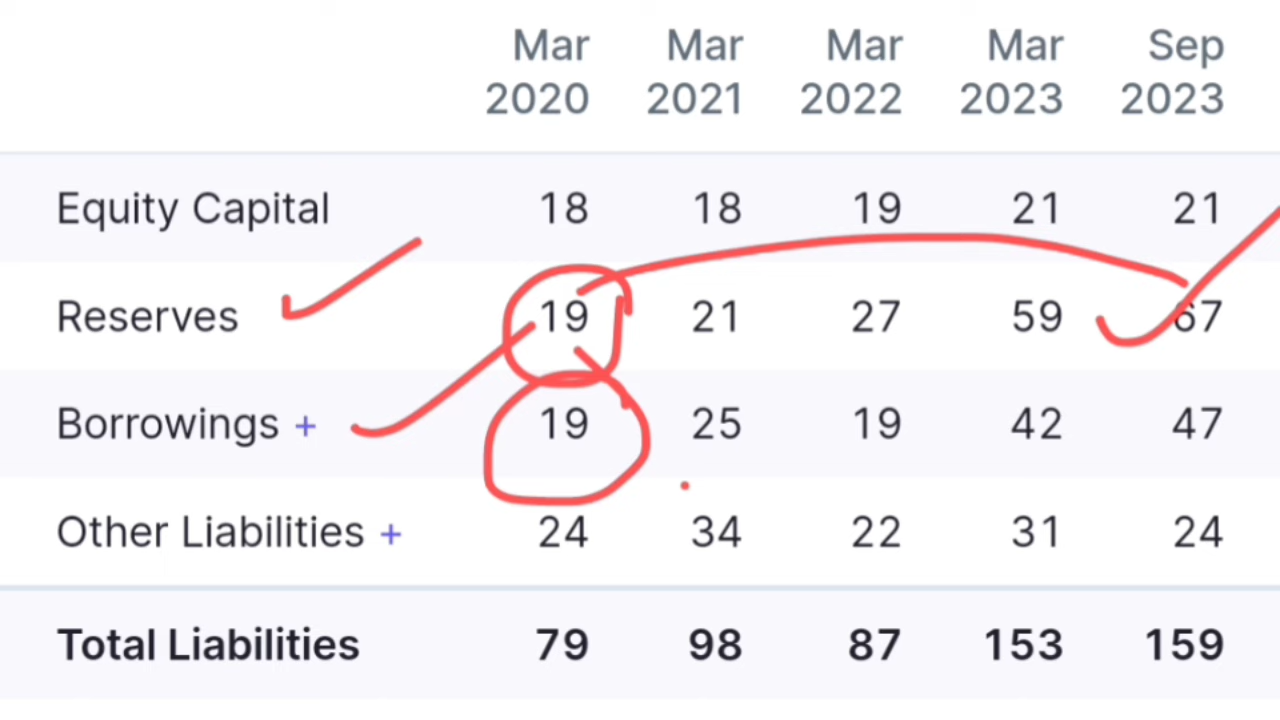 Mar Mar Mar Mar Sep
2020 2021 2022 2023 2023
Equity Capital 18 18 19 21 21
Reserves 19 21 27 59 67
Borrowings + 19 25 19 42 47
Other Liabilities + 24 34 22 31 24
Total Liabilities 79 98 87 153 159